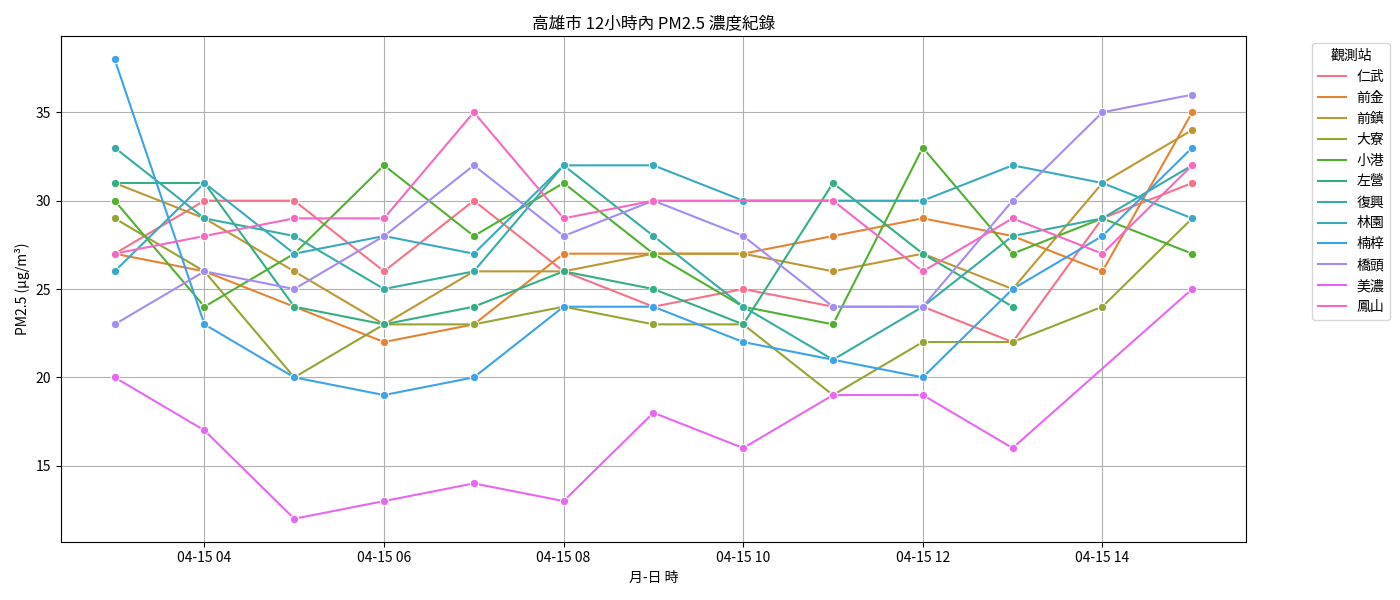 高雄市 12小時內 PM2.5 濃度紀錄
PM2.5 (μg/m³)
35
30
25
20
15
04-15 04
04-15 06
04-15 08
04-15 10
04-15 12
04-15 14
月-日 時
觀測站
仁武
前金
前鎮
大寮
小港
左營
復興
林園
楠梓
橋頭
美濃
鳳山